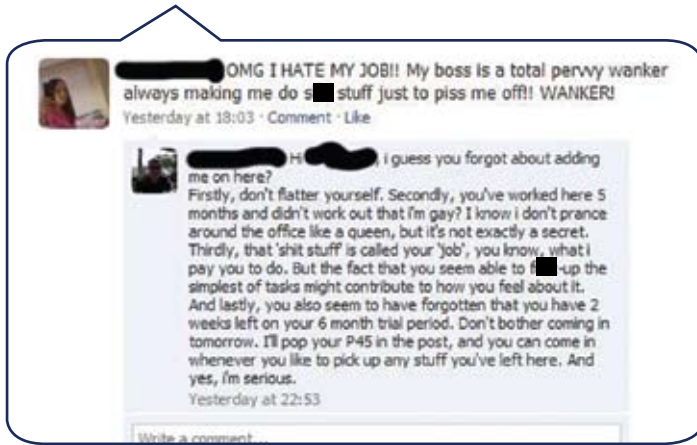 OMG I HATE MY JOB!! My boss is a total pervvy wanker
always making me do s stuff just to piss me off!! WANKER!
Yesterday at 18:03 · Comment · Like
Hi , i guess you forgot about adding
me on here?
Firstly, don't flatter yourself. Secondly, you've worked here 5
months and didn't work out that i'm gay? I know i don't prance
around the office like a queen, but it's not exactly a secret.
Thirdly, that 'shit stuff' is called your 'job', you know, what i
pay you to do. But the fact that you seem able to f -up the
simplest of tasks might contribute to how you feel about it.
And lastly, you also seem to have forgotten that you have 2
weeks left on your 6 month trial period. Don't bother coming in
tomorrow. I'll pop your P45 in the post, and you can come in
whenever you like to pick up any stuff you've left here. And
yes, i'm serious.
Yesterday at 22:53
Write a comment...